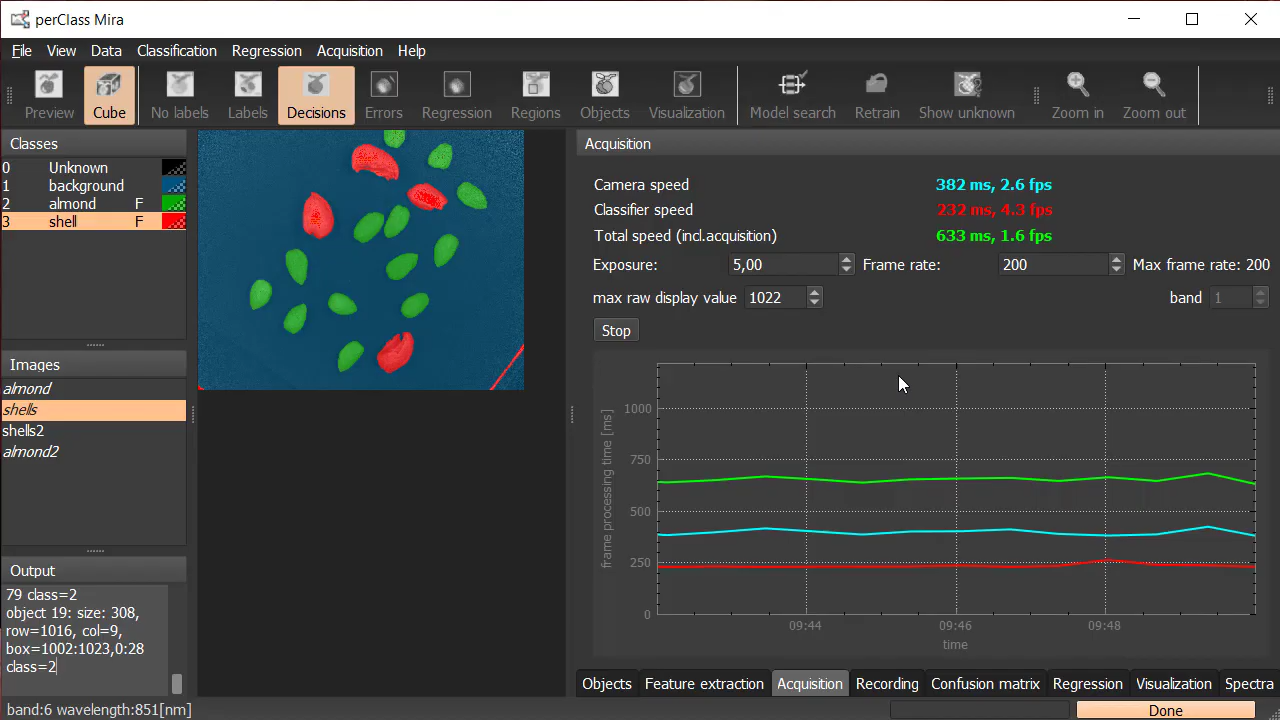 perClass Mira
File View Data Classification Regression Acquisition Help
Preview Cube No labels Labels Decisions Errors Regression Regions Objects Visualization Model search Retrain Show unknown Zoom in Zoom out
Classes
0 Unknown
1 background
2 almond F
3 shell F
Images
almond
shells
shells2
almond2
Output
79 class=2
object 19: size: 308,
row=1016, col=9,
box=1002:1023,0:28
class=2
Acquisition
Camera speed 382 ms, 2.6 fps
Classifier speed 232 ms, 4.3 fps
Total speed (incl.acquisition) 633 ms, 1.6 fps
Exposure: 5,00 Frame rate: 200 Max frame rate: 200
max raw display value 1022 band 1
Stop
frame processing time [ms]
1000
750
500
250
0
09:44 09:46 09:48
time
Objects Feature extraction Acquisition Recording Confusion matrix Regression Visualization Spectra
band:6 wavelength:851[nm] Done